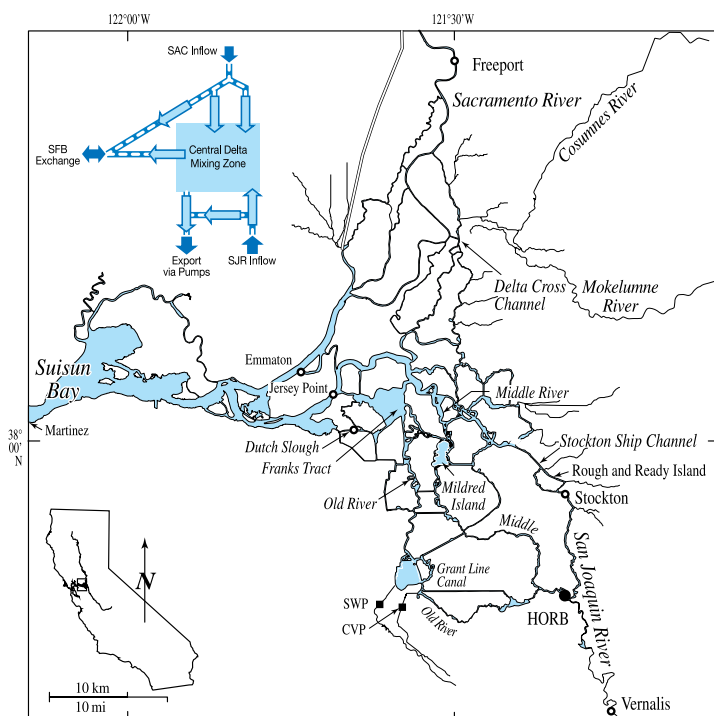 122°00'W
121°30'W
SAC Inflow
SFB
Exchange
Central Delta
Mixing Zone
Export
via Pumps
SJR Inflow
Freeport
Sacramento River
Cosumnes River
Delta Cross
Channel
Mokelumne
River
Suisun
Bay
Emmaton
Jersey Point
Martinez
38°
00'
N
Middle River
Dutch Slough
Franks Tract
Stockton Ship Channel
Rough and Ready Island
Stockton
Old River
Mildred
Island
Middle
San Joaquin River
Grant Line
Canal
SWP
CVP
Old River
HORB
Vernalis
N
10 km
10 mi